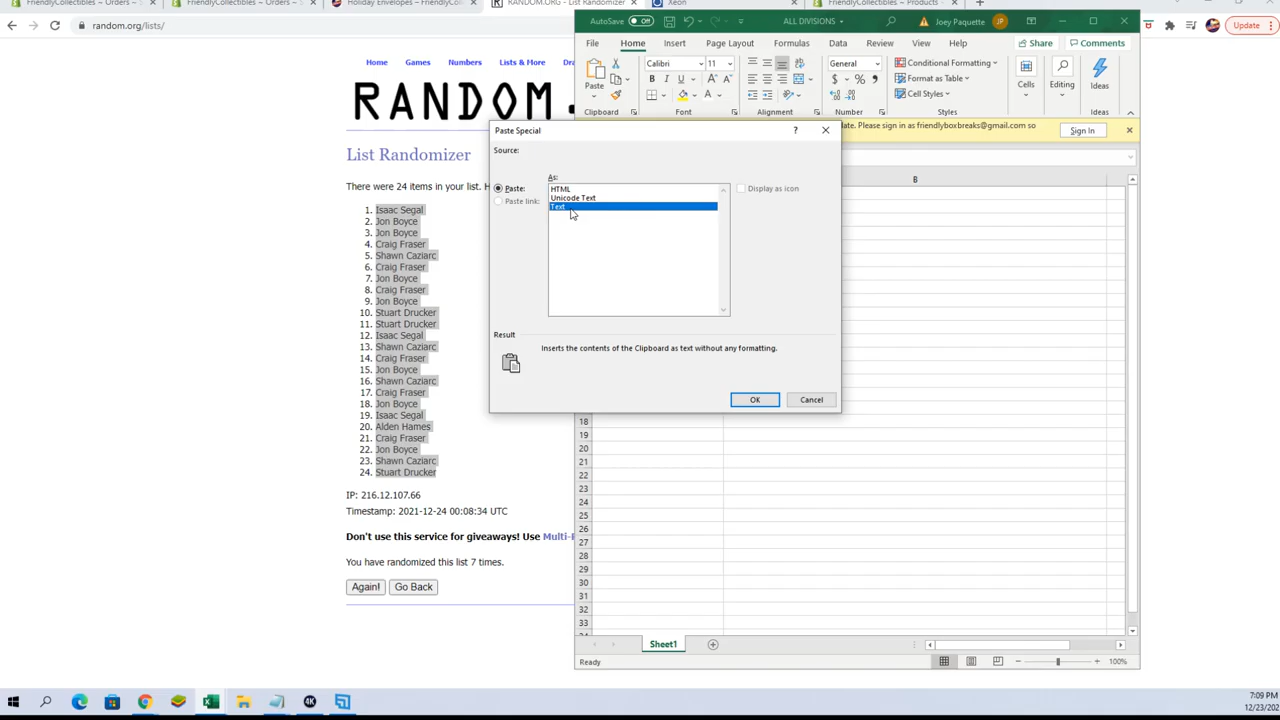 FriendlyCollectibles - Orders
FriendlyCollectibles - Orders
Holiday Envelopes - FriendlyColl
RANDOM.ORG - List Randomizer
Xeon
FriendlyCollectibles - Products
random.org/lists/
Update
Home Games Numbers Lists & More
RANDOM
List Randomizer
There were 24 items in your list.
1. Isaac Segal
2. Jon Boyce
3. Jon Boyce
4. Craig Fraser
5. Shawn Caziarc
6. Craig Fraser
7. Jon Boyce
8. Craig Fraser
9. Jon Boyce
10. Stuart Drucker
11. Stuart Drucker
12. Isaac Segal
13. Shawn Caziarc
14. Craig Fraser
15. Jon Boyce
16. Shawn Caziarc
17. Craig Fraser
18. Jon Boyce
19. Isaac Segal
20. Alden Hames
21. Craig Fraser
22. Jon Boyce
23. Shawn Caziarc
24. Stuart Drucker
IP: 216.12.107.66
Timestamp: 2021-12-24 00:08:34 UTC
Don't use this service for giveaways! Use Multi-
You have randomized this list 7 times.
Again! Go Back
AutoSave Off ALL DIVISIONS Joey Paquette JP
File Home Insert Page Layout Formulas Data Review View Help Share Comments
Paste
Calibri 11
B I U
General
$ % 9
Conditional Formatting
Format as Table
Cell Styles
Cells
Editing
Ideas
Clipboard Font Alignment Number Styles Ideas
date. Please sign in as friendlyboxbreaks@gmail.com so
Sign In
Paste Special ?
Source:
As:
Paste:
Paste link:
HTML
Unicode Text
Text
Display as icon
Result
Inserts the contents of the Clipboard as text without any formatting.
OK Cancel
B
18
19
20
21
22
23
24
25
26
27
28
29
30
31
32
33
Sheet1
Ready
100%
4K
7:09 PM
12/23/202